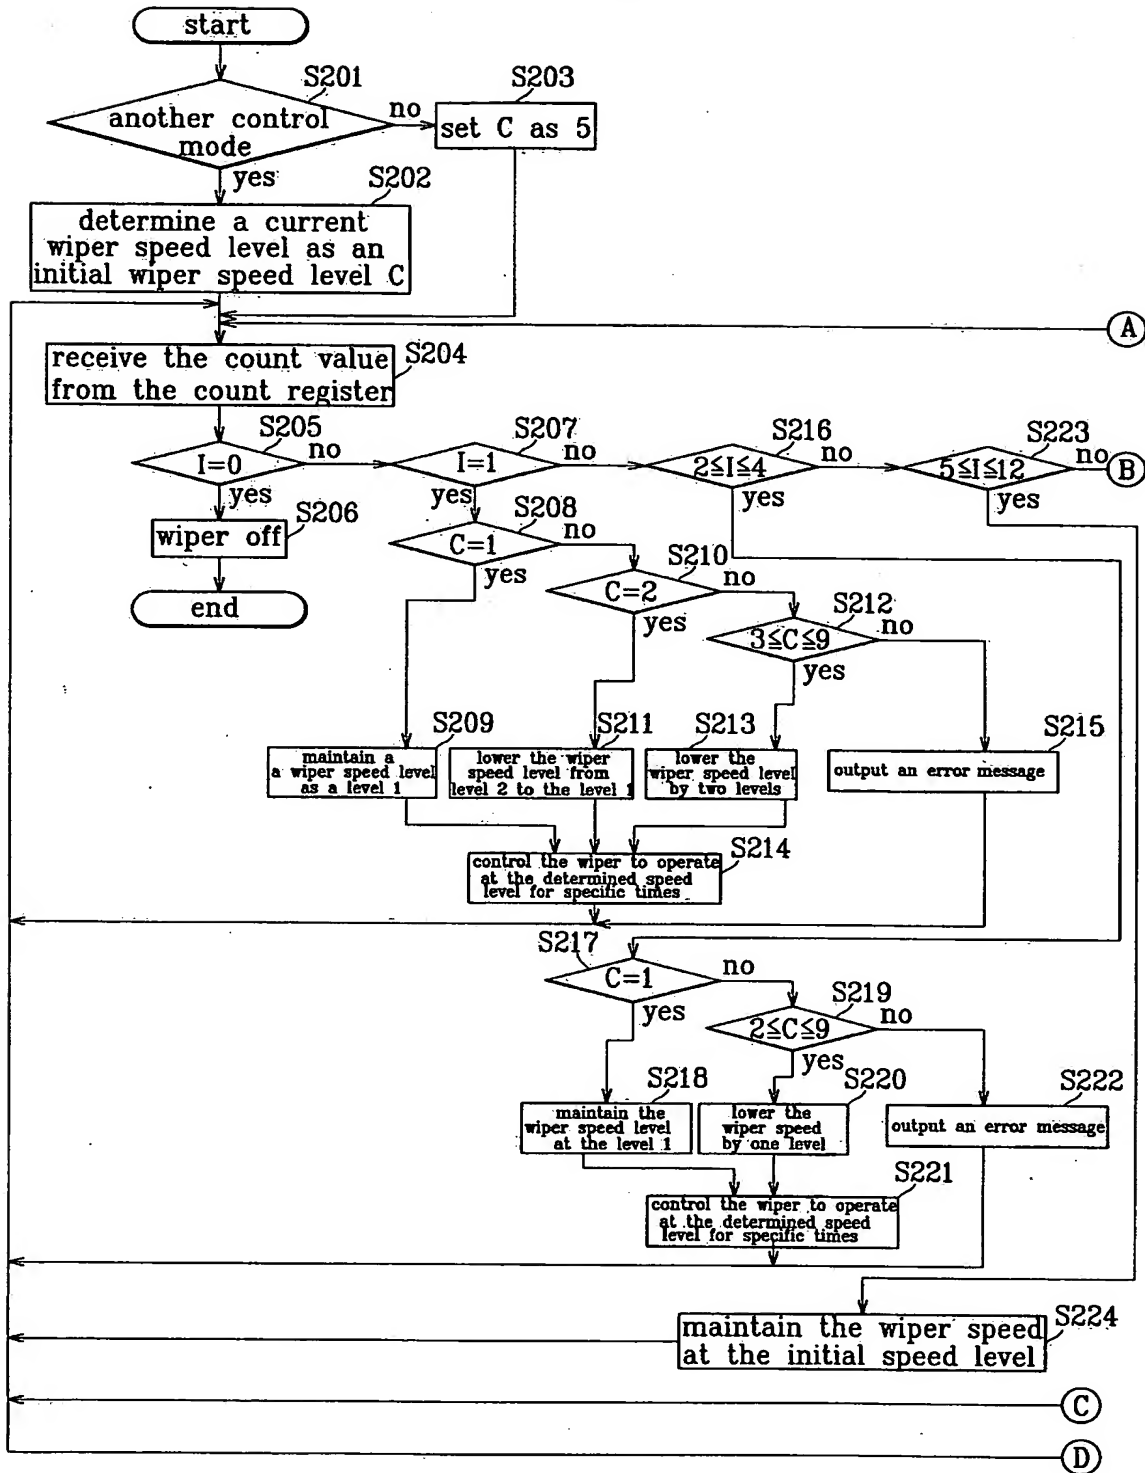 start
S201
another control
mode
no
yes
S203
set C as 5
S202
determine a current
wiper speed level as an
initial wiper speed level C
A
S204
receive the count value
from the count register
S205
I=0
no
yes
S207
I=1
no
yes
S216
2≦I≦4
no
yes
S223
5≦I≦12
no
yes
B
S206
wiper off
end
S208
C=1
no
yes
S210
C=2
no
yes
S212
3≦C≦9
no
yes
S209
maintain a
a wiper speed level
as a level 1
S211
lower the wiper
speed level from
level 2 to the level 1
S213
lower the
wiper speed level
by two levels
S215
output an error message
S214
control the wiper to operate
at the determined speed
level for specific times
S217
C=1
no
yes
S219
2≦C≦9
no
yes
S218
maintain the
wiper speed level
at the level 1
S220
lower the
wiper speed
by one level
S222
output an error message
S221
control the wiper to operate
at the determined speed
level for specific times
S224
maintain the wiper speed
at the initial speed level
C
D